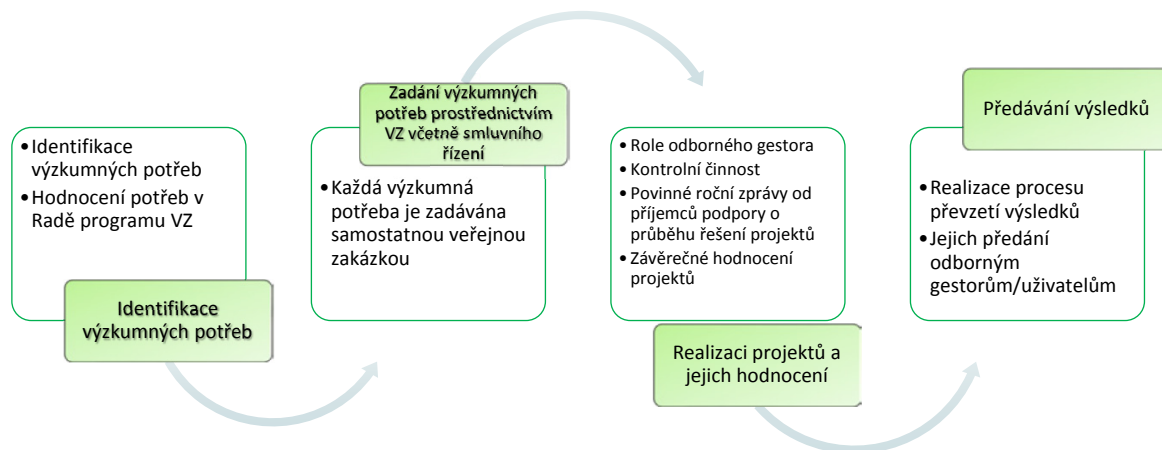 • Identifikace
výzkumných potřeb
• Hodnocení potřeb v
Radě programu VZ
Identifikace
výzkumných potřeb
Zadání výzkumných
potřeb prostřednictvím
VZ včetně smluvního
řízení
• Každá výzkumná
potřeba je zadávána
samostatnou veřejnou
zakázkou
• Role odborného gestora
• Kontrolní činnost
• Povinné roční zprávy od
příjemců podpory o
průběhu řešení projektů
• Závěrečné hodnocení
projektů
Realizaci projektů a
jejich hodnocení
Předávání výsledků
• Realizace procesu
převzetí výsledků
• Jejich předání
odborným
gestorům/uživatelům